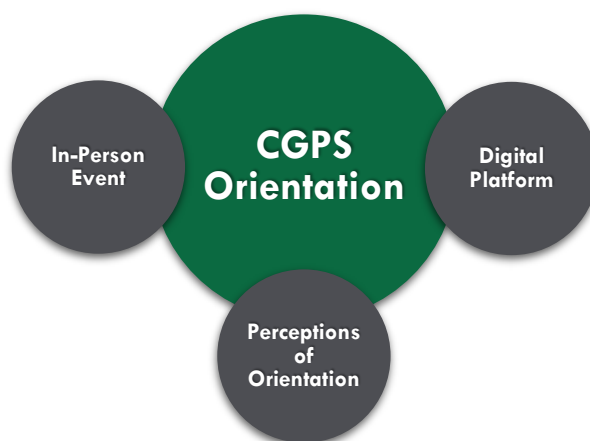 CGPS
Orientation
In-Person
Event
Digital
Platform
Perceptions
of
Orientation